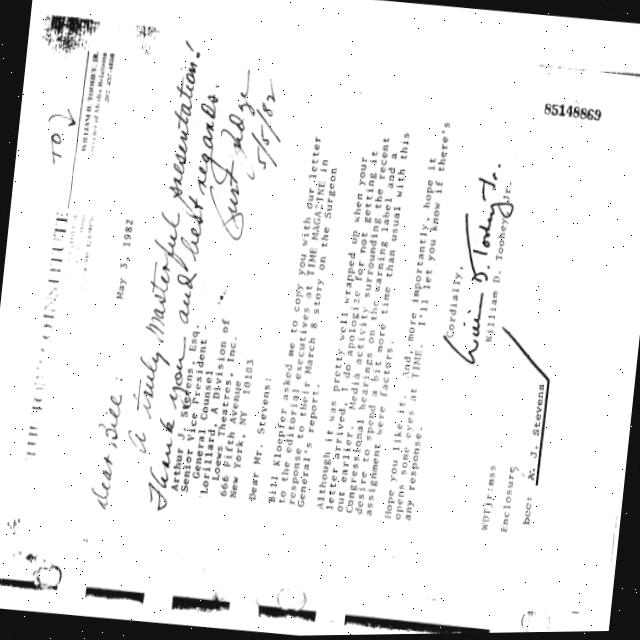 THE TOBACCO INSTITUTE
WILLIAM D. TOOHEY, JR.
TO
May 3, 1982
Dear Bill:
A truly masterful presentation!
Thank you and best regards.
5/5/82
Arthur J. Stevens, Esq.
Senior Vice President -
General Counsel
Lorillard, A Division of
Loews Theatres, Inc.
666 Fifth Avenue
New York, NY 10103
Dear Mr. Stevens:
Bill Kloepfer asked me to copy you with our letter
to the editorial executives at TIME MAGAZINE in
response to their March 8 story on the Surgeon
General's report.
Although it was pretty well wrapped up when your
letter arrived, I do apologize for not getting it
out earlier. Media activity surrounding the recent
Congressional hearings on the warning label and a
desire to spend a bit more time than usual with this
assignment were factors.
Hope you like it. And, more importantly, hope it
opens some eyes at TIME. I'll let you know if there's
any response.
Cordially,
William D. Toohey, Jr.
William D. Toohey, Jr.
WDTjr:mss
Enclosure
bcc: A. J. Stevens
85148869